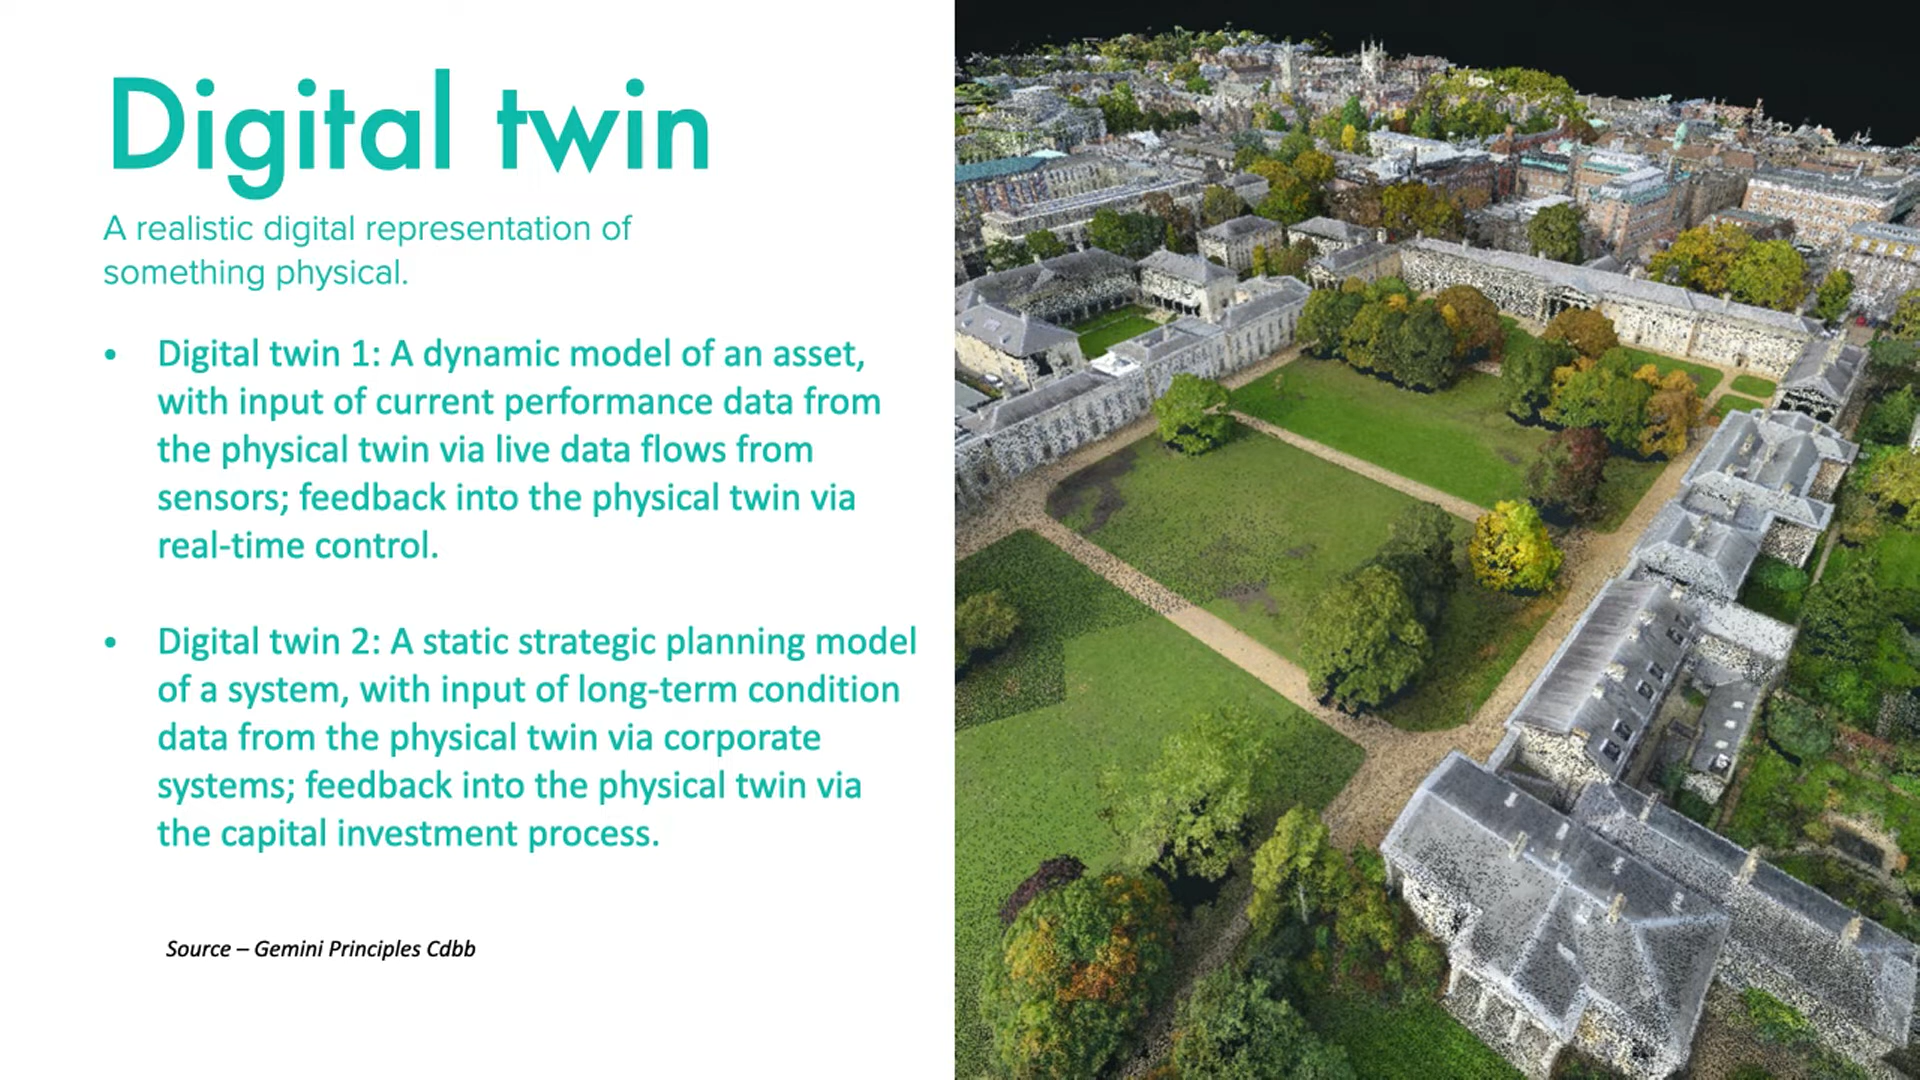 Digital twin
A realistic digital representation of
something physical.
• Digital twin 1: A dynamic model of an asset,
with input of current performance data from
the physical twin via live data flows from
sensors; feedback into the physical twin via
real-time control.
• Digital twin 2: A static strategic planning model
of a system, with input of long-term condition
data from the physical twin via corporate
systems; feedback into the physical twin via
the capital investment process.
Source – Gemini Principles Cdbb